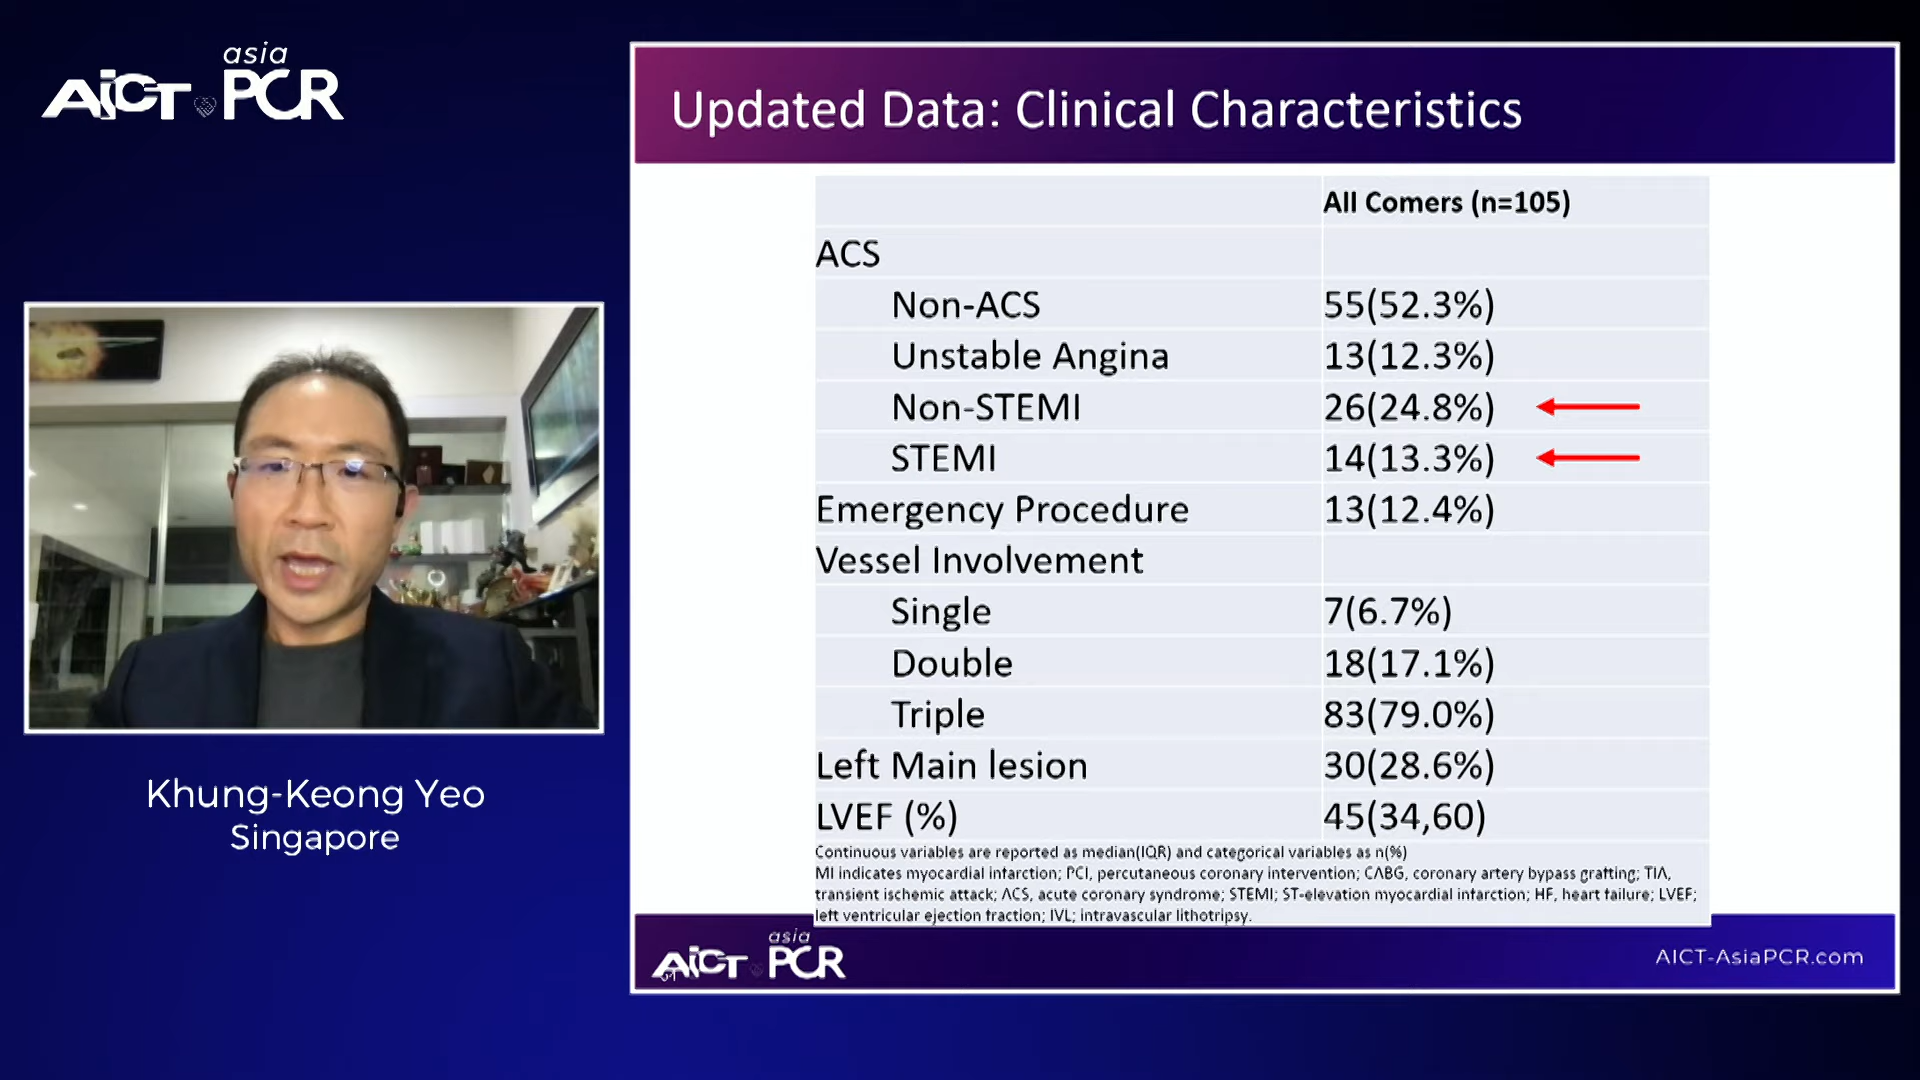 asia
AICT PCR
Updated Data: Clinical Characteristics
All Comers (n=105)
ACS
Non-ACS 55(52.3%)
Unstable Angina 13(12.3%)
Non-STEMI 26(24.8%)
STEMI 14(13.3%)
Emergency Procedure 13(12.4%)
Vessel Involvement
Single 7(6.7%)
Double 18(17.1%)
Triple 83(79.0%)
Left Main lesion 30(28.6%)
LVEF (%) 45(34,60)
Continuous variables are reported as median(IQR) and categorical variables as n(%)
MI indicates myocardial infarction; PCI, percutaneous coronary intervention; CABG, coronary artery bypass grafting; TIA,
transient ischemic attack; ACS, acute coronary syndrome; STEMI; ST-elevation myocardial infarction; HF, heart failure; LVEF;
left ventricular ejection fraction; IVL; intravascular lithotripsy.
Khung-Keong Yeo
Singapore
asia
AICT PCR
AICT-AsiaPCR.com